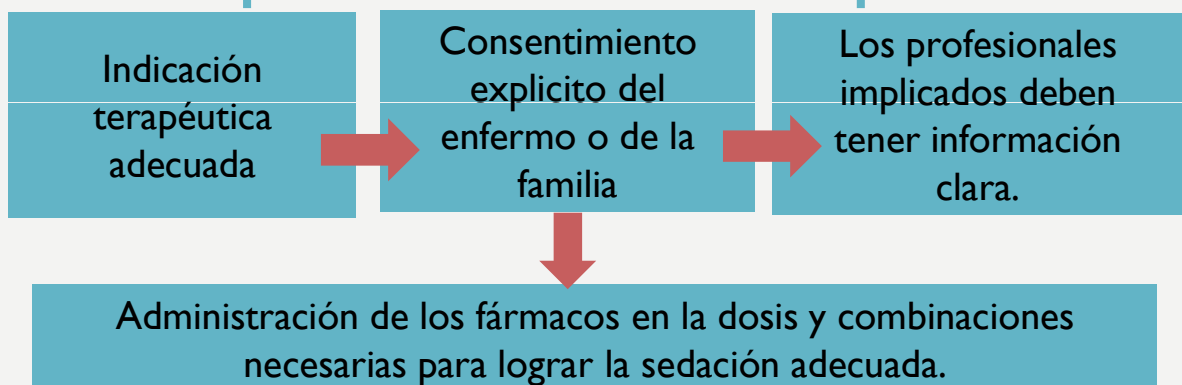 Indicación
terapéutica
adecuada
Consentimiento
explicito del
enfermo o de la
familia
Los profesionales
implicados deben
tener información
clara.
Administración de los fármacos en la dosis y combinaciones
necesarias para lograr la sedación adecuada.